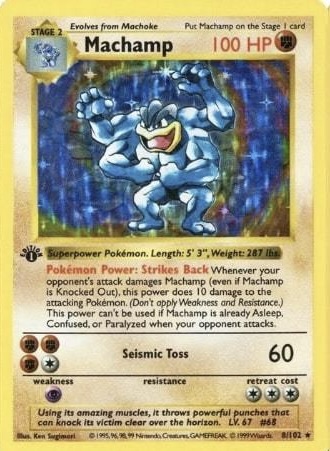 Evolves from Machoke Put Machamp on the Stage 1 card
STAGE 2
Machamp 100 HP
1
EDITION
Superpower Pokémon. Length: 5' 3", Weight: 287 lbs.
Pokémon Power: Strikes Back Whenever your
opponent's attack damages Machamp (even if Machamp
is Knocked Out), this power does 10 damage to the
attacking Pokémon. (Don't apply Weakness and Resistance.)
This power can't be used if Machamp is already Asleep,
Confused, or Paralyzed when your opponent attacks.
Seismic Toss 60
weakness resistance retreat cost
Using its amazing muscles, it throws powerful punches that
can knock its victim clear over the horizon. LV. 67 #68
Illus. Ken Sugimori © 1995, 96, 98, 99 Nintendo, Creatures, GAMEFREAK. © 1999 Wizards. 8/102 ★